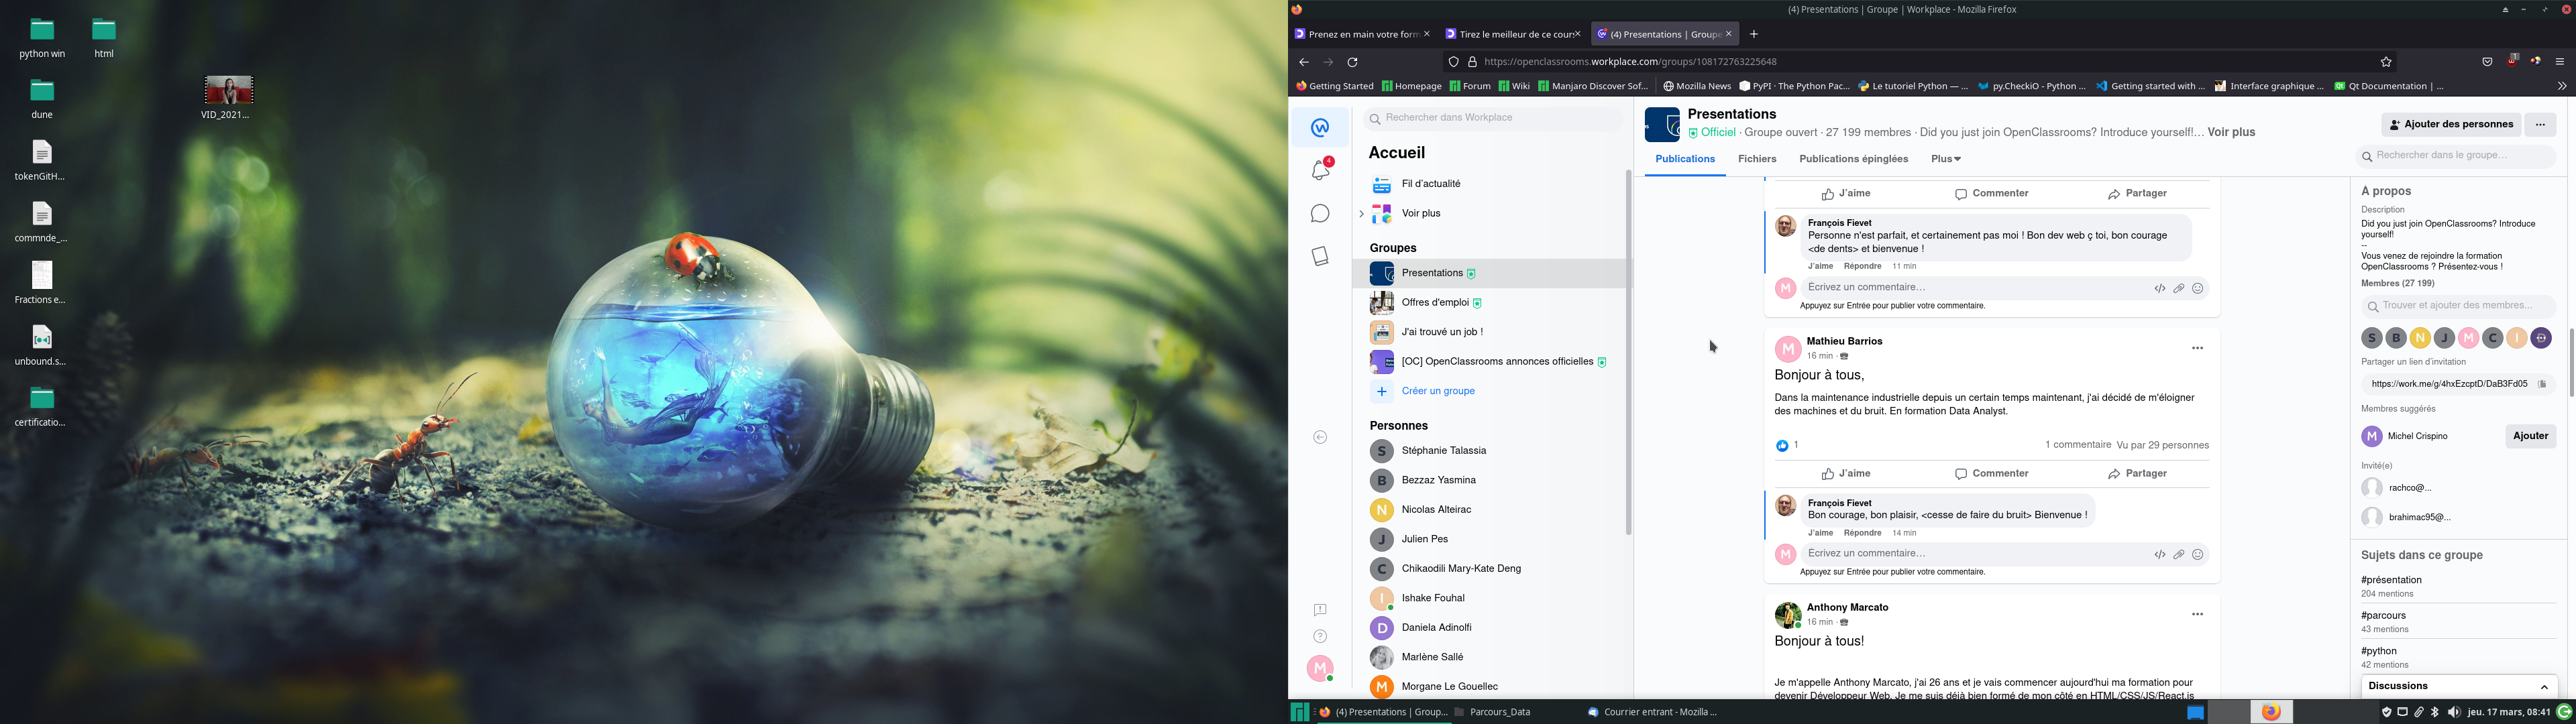 python win
html
dune
VID_2021...
tokenGitH...
commnde_...
Fractions e...
unbound.s...
certificatio...
(4) Presentations | Groupe | Workplace - Mozilla Firefox
Prenez en main votre form
Tirez le meilleur de ce cours
(4) Presentations | Groupe
https://openclassrooms.workplace.com/groups/108172763225648
Getting Started
Homepage
Forum
Wiki
Manjaro Discover Sof...
Mozilla News
PyPI · The Python Pac...
Le tutoriel Python — ...
py.CheckiO - Python ...
Getting started with ...
Interface graphique ...
Qt Documentation | ...
4
Rechercher dans Workplace
Accueil
Fil d'actualité
Voir plus
Groupes
Presentations
Offres d'emploi
J'ai trouvé un job !
[OC] OpenClassrooms annonces officielles
Créer un groupe
Personnes
S Stéphanie Talassia
B Bezzaz Yasmina
N Nicolas Alteirac
J Julien Pes
C Chikaodili Mary-Kate Deng
I Ishake Fouhal
D Daniela Adinolfi
Marlène Sallé
M Morgane Le Gouellec
M
Presentations
Officiel · Groupe ouvert · 27 199 membres · Did you just join OpenClassrooms? Introduce yourself!... Voir plus
Ajouter des personnes
Publications
Fichiers
Publications épinglées
Plus
Rechercher dans le groupe...
J'aime
Commenter
Partager
François Fievet
Personne n'est parfait, et certainement pas moi ! Bon dev web ç toi, bon courage
<de dents> et bienvenue !
J'aime Répondre 11 min
M
Écrivez un commentaire...
Appuyez sur Entrée pour publier votre commentaire.
M
Mathieu Barrios
16 min ·
Bonjour à tous,
Dans la maintenance industrielle depuis un certain temps maintenant, j'ai décidé de m'éloigner
des machines et du bruit. En formation Data Analyst.
1
1 commentaire Vu par 29 personnes
J'aime
Commenter
Partager
François Fievet
Bon courage, bon plaisir, <cesse de faire du bruit> Bienvenue !
J'aime Répondre 14 min
M
Écrivez un commentaire...
Appuyez sur Entrée pour publier votre commentaire.
Anthony Marcato
16 min ·
Bonjour à tous!
Je m'appelle Anthony Marcato, j'ai 26 ans et je vais commencer aujourd'hui ma formation pour
devenir Développeur Web. Je me suis déjà bien formé de mon côté en HTML/CSS/JS/React.js
À propos
Description
Did you just join OpenClassrooms? Introduce
yourself!
--
Vous venez de rejoindre la formation
OpenClassrooms ? Présentez-vous !
Membres (27 199)
Trouver et ajouter des membres...
S B N J M C I
Partager un lien d'invitation
https://work.me/g/4hxEzcptD/DaB3Fd05
Membres suggérés
M Michel Crispino
Ajouter
Invité(e)
rachco@...
brahimac95@...
Sujets dans ce groupe
#présentation
204 mentions
#parcours
43 mentions
#python
42 mentions
Discussions
(4) Presentations | Group...
Parcours_Data
Courrier entrant - Mozilla ...
jeu. 17 mars, 08:41